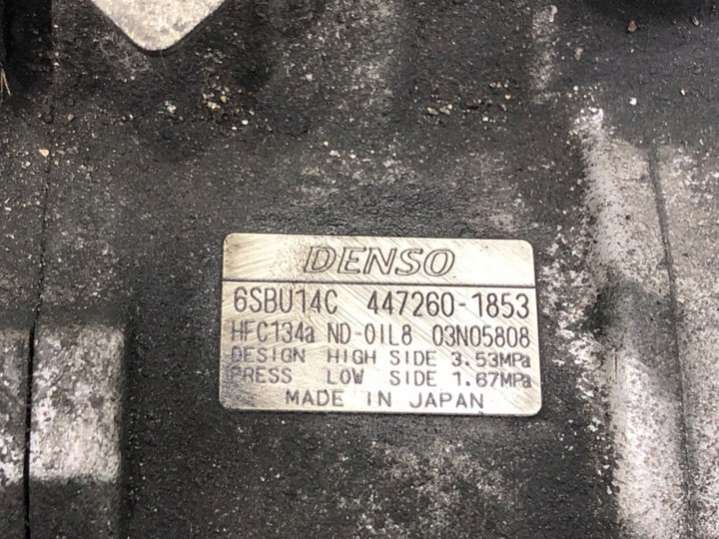 DENSO
6SBU14C 447260-1853
HFC134a ND-OIL8 03N05808
DESIGN HIGH SIDE 3.53MPa
PRESS LOW SIDE 1.67MPa
MADE IN JAPAN